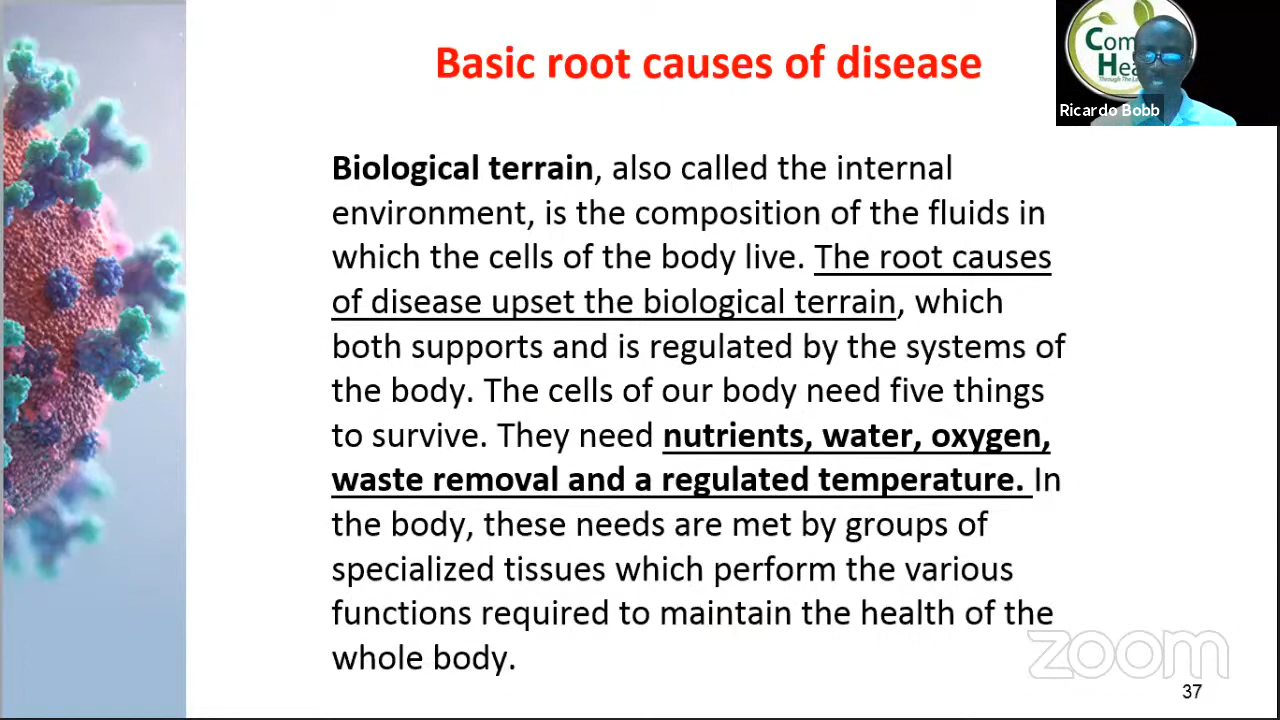 Basic root causes of disease
Com
Hea
Through The La
Ricardo Bobb
Biological terrain, also called the internal
environment, is the composition of the fluids in
which the cells of the body live. The root causes
of disease upset the biological terrain, which
both supports and is regulated by the systems of
the body. The cells of our body need five things
to survive. They need nutrients, water, oxygen,
waste removal and a regulated temperature. In
the body, these needs are met by groups of
specialized tissues which perform the various
functions required to maintain the health of the
whole body.
zoom
37